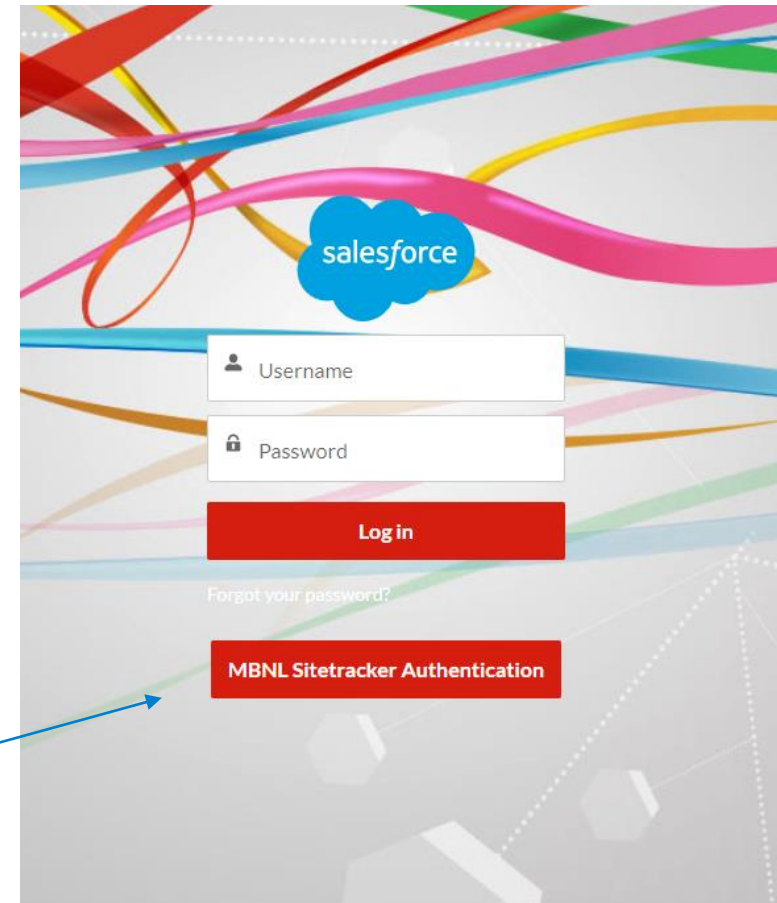 salesforce
Username
Password
Log in
Forgot your password?
MBNL Sitetracker Authentication